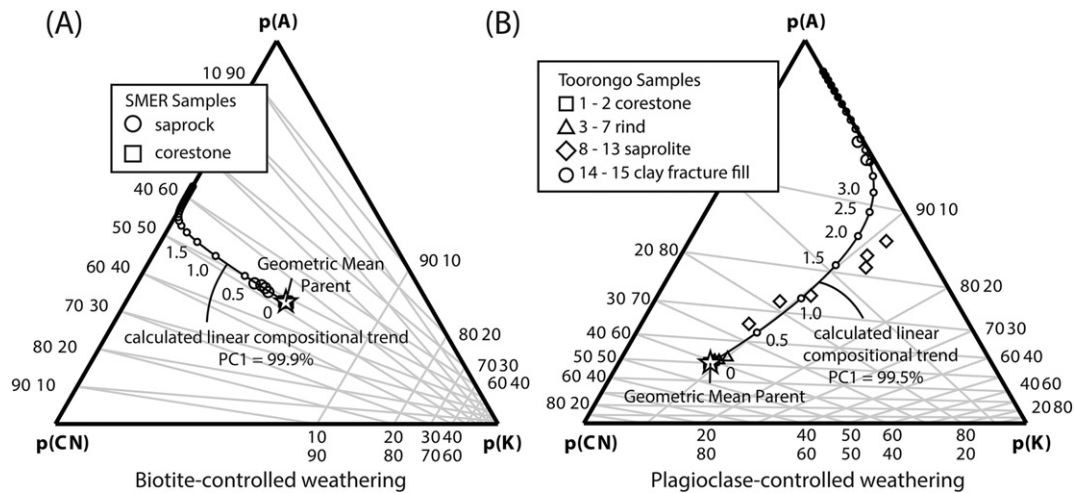 (A)
p(A)
10 90
SMER Samples
saprock
corestone
40 60
50 50
60 40
70 30
80 20
90 10
1.5
1.0
0.5
0
Geometric Mean
Parent
90 10
80 20
70 30
60 40
calculated linear compositional trend
PC1 = 99.9%
p(CN)
10
90
80
20
30 40
70 60
p(K)
Biotite-controlled weathering
(B)
p(A)
Toorongo Samples
1 - 2 corestone
3 - 7 rind
8 - 13 saprolite
14 - 15 clay fracture fill
3.0
2.5
2.0
1.5
1.0
0.5
0
90 10
80 20
70 30
60 40
40 60
20 80
20 80
30 70
40 60
50 50
60 40
80 20
calculated linear
compositional trend
PC1 = 99.5%
Geometric Mean Parent
p(CN)
20
80
40
60
50
50
60
40
80
20
p(K)
Plagioclase-controlled weathering